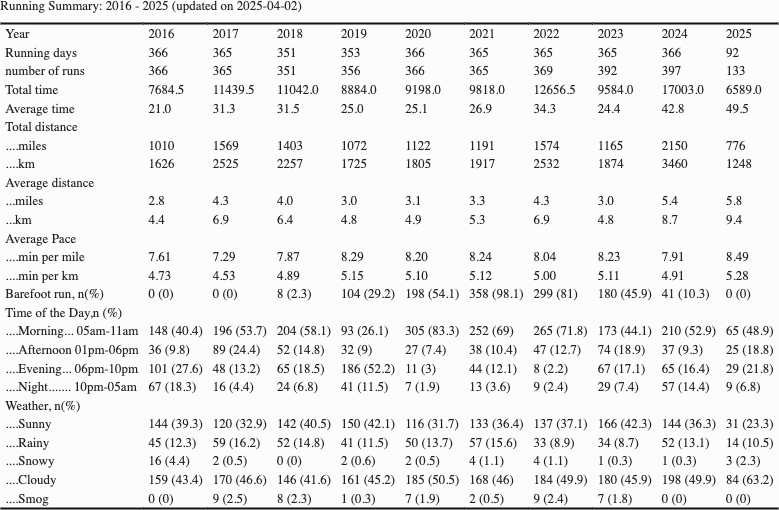 Running Summary: 2016 - 2025 (updated on 2025-04-02)
Year 2016 2017 2018 2019 2020 2021 2022 2023 2024 2025
Running days 366 365 351 353 366 365 365 365 366 92
number of runs 366 365 351 356 366 365 369 392 397 133
Total time 7684.5 11439.5 11042.0 8884.0 9198.0 9818.0 12656.5 9584.0 17003.0 6589.0
Average time 21.0 31.3 31.5 25.0 25.1 26.9 34.3 24.4 42.8 49.5
Total distance
....miles 1010 1569 1403 1072 1122 1191 1574 1165 2150 776
....km 1626 2525 2257 1725 1805 1917 2532 1874 3460 1248
Average distance
...miles 2.8 4.3 4.0 3.0 3.1 3.3 4.3 3.0 5.4 5.8
...km 4.4 6.9 6.4 4.8 4.9 5.3 6.9 4.8 8.7 9.4
Average Pace
....min per mile 7.61 7.29 7.87 8.29 8.20 8.24 8.04 8.23 7.91 8.49
....min per km 4.73 4.53 4.89 5.15 5.10 5.12 5.00 5.11 4.91 5.28
Barefoot run, n(%) 0 (0) 0 (0) 8 (2.3) 104 (29.2) 198 (54.1) 358 (98.1) 299 (81) 180 (45.9) 41 (10.3) 0 (0)
Time of the Day,n (%)
....Morning... 05am-11am 148 (40.4) 196 (53.7) 204 (58.1) 93 (26.1) 305 (83.3) 252 (69) 265 (71.8) 173 (44.1) 210 (52.9) 65 (48.9)
....Afternoon 01pm-06pm 36 (9.8) 89 (24.4) 52 (14.8) 32 (9) 27 (7.4) 38 (10.4) 47 (12.7) 74 (18.9) 37 (9.3) 25 (18.8)
....Evening... 06pm-10pm 101 (27.6) 48 (13.2) 65 (18.5) 186 (52.2) 11 (3) 44 (12.1) 8 (2.2) 67 (17.1) 65 (16.4) 29 (21.8)
....Night....... 10pm-05am 67 (18.3) 16 (4.4) 24 (6.8) 41 (11.5) 7 (1.9) 13 (3.6) 9 (2.4) 29 (7.4) 57 (14.4) 9 (6.8)
Weather, n(%)
....Sunny 144 (39.3) 120 (32.9) 142 (40.5) 150 (42.1) 116 (31.7) 133 (36.4) 137 (37.1) 166 (42.3) 144 (36.3) 31 (23.3)
....Rainy 45 (12.3) 59 (16.2) 52 (14.8) 41 (11.5) 50 (13.7) 57 (15.6) 33 (8.9) 34 (8.7) 52 (13.1) 14 (10.5)
....Snowy 16 (4.4) 2 (0.5) 0 (0) 2 (0.6) 2 (0.5) 4 (1.1) 4 (1.1) 1 (0.3) 1 (0.3) 3 (2.3)
....Cloudy 159 (43.4) 170 (46.6) 146 (41.6) 161 (45.2) 185 (50.5) 168 (46) 184 (49.9) 180 (45.9) 198 (49.9) 84 (63.2)
....Smog 0 (0) 9 (2.5) 8 (2.3) 1 (0.3) 7 (1.9) 2 (0.5) 9 (2.4) 7 (1.8) 0 (0) 0 (0)